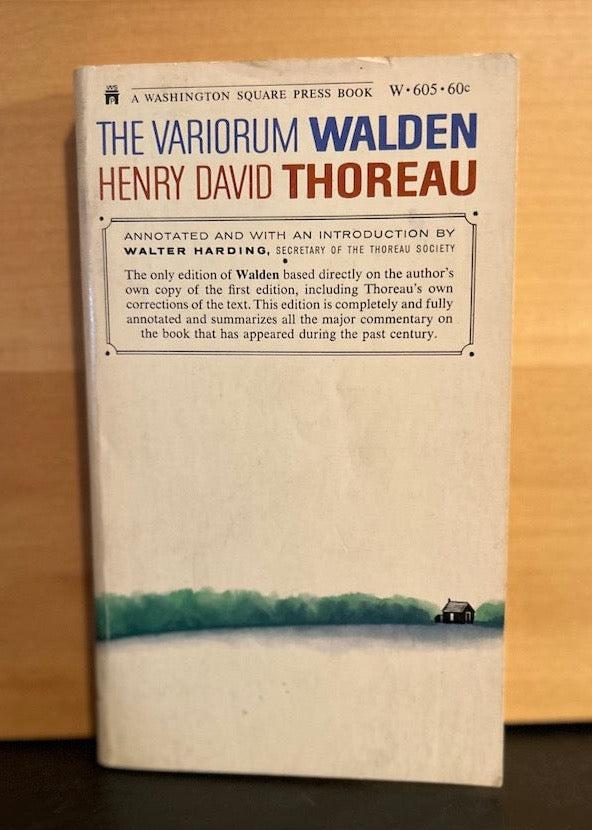 WS
A WASHINGTON SQUARE PRESS BOOK W•605•60c
THE VARIORUM WALDEN
HENRY DAVID THOREAU
ANNOTATED AND WITH AN INTRODUCTION BY
WALTER HARDING, SECRETARY OF THE THOREAU SOCIETY
The only edition of Walden based directly on the author's
own copy of the first edition, including Thoreau's own
corrections of the text. This edition is completely and fully
annotated and summarizes all the major commentary on
the book that has appeared during the past century.